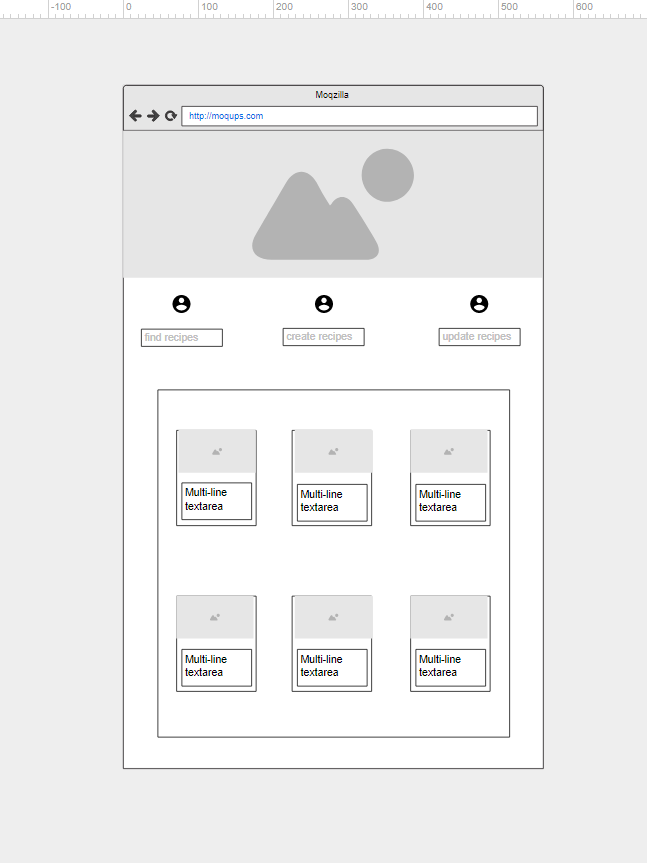 -100 0 100 200 300 400 500 600
Moqzilla
http://moqups.com
find recipes create recipes update recipes
Multi-line Multi-line Multi-line
textarea textarea textarea
Multi-line Multi-line Multi-line
textarea textarea textarea